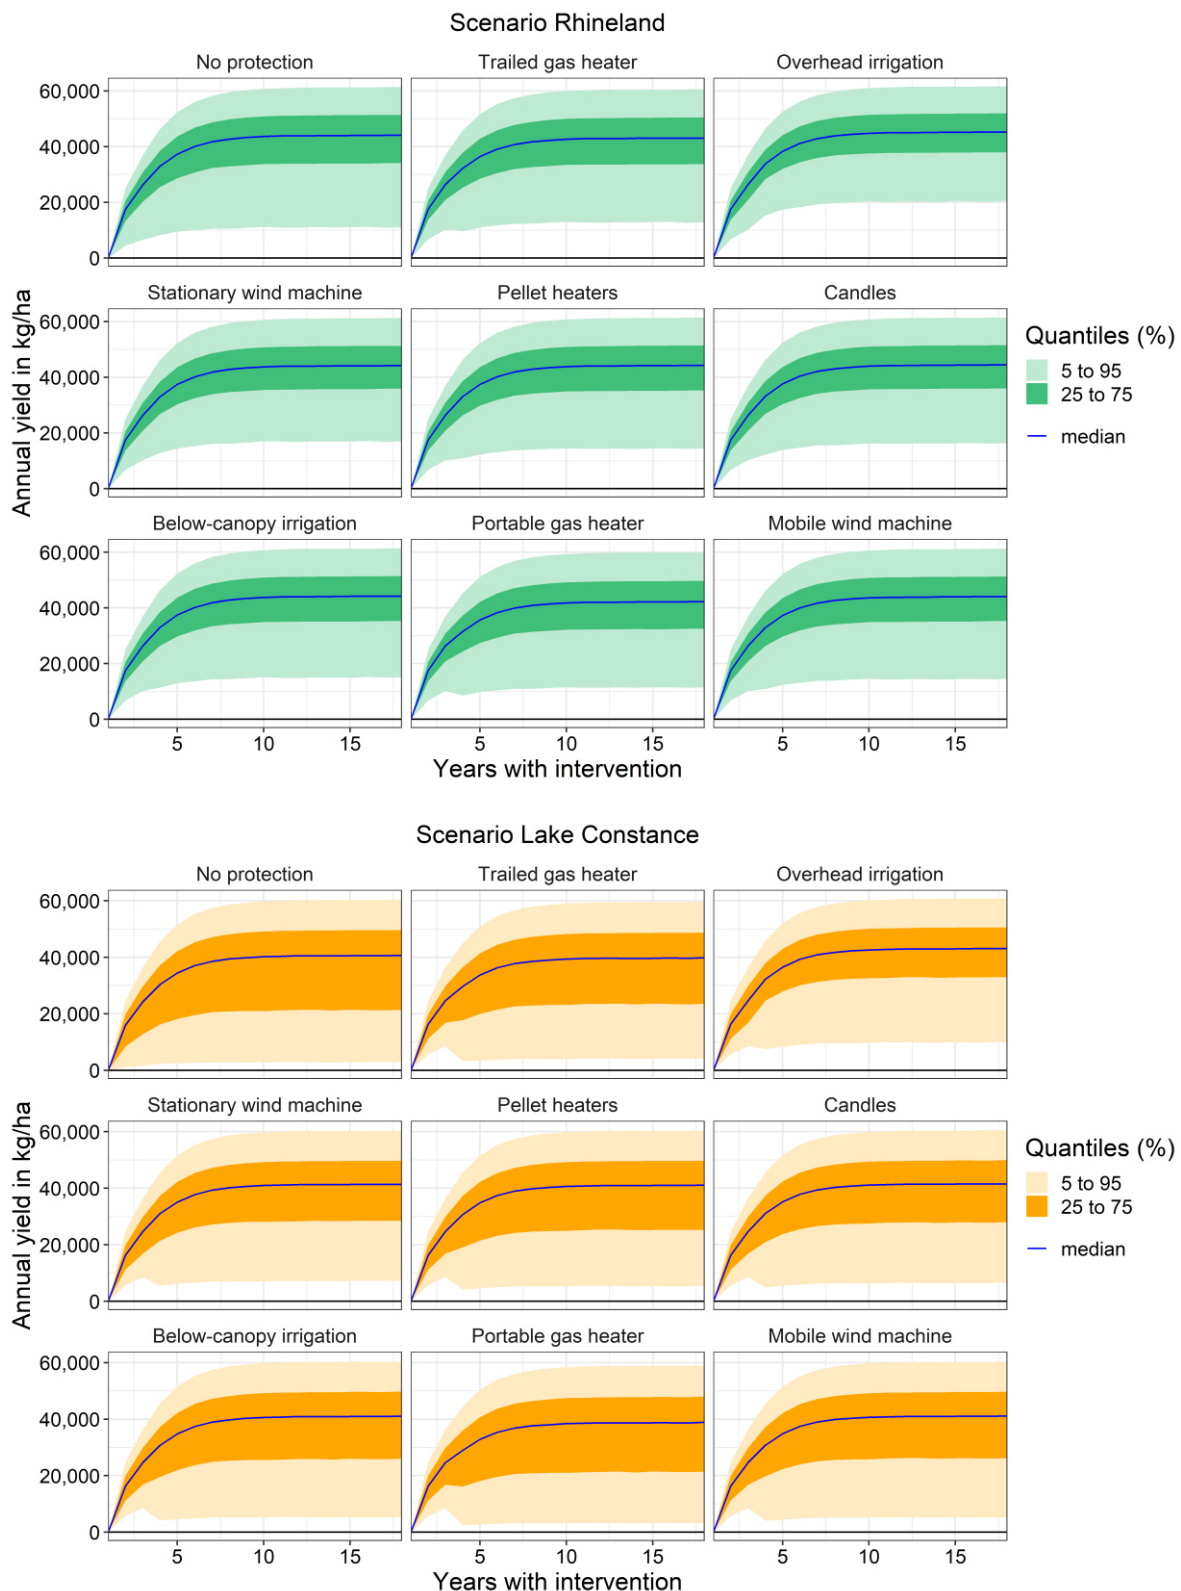 Scenario Rhineland
No protection
Trailed gas heater
Overhead irrigation
60,000
40,000
20,000
0
Stationary wind machine
Pellet heaters
Candles
60,000
40,000
20,000
0
Annual yield in kg/ha
Quantiles (%)
5 to 95
25 to 75
median
Below-canopy irrigation
Portable gas heater
Mobile wind machine
60,000
40,000
20,000
0
5 10 15 5 10 15 5 10 15
Years with intervention
Scenario Lake Constance
No protection
Trailed gas heater
Overhead irrigation
60,000
40,000
20,000
0
Stationary wind machine
Pellet heaters
Candles
60,000
40,000
20,000
0
Annual yield in kg/ha
Quantiles (%)
5 to 95
25 to 75
median
Below-canopy irrigation
Portable gas heater
Mobile wind machine
60,000
40,000
20,000
0
5 10 15 5 10 15 5 10 15
Years with intervention